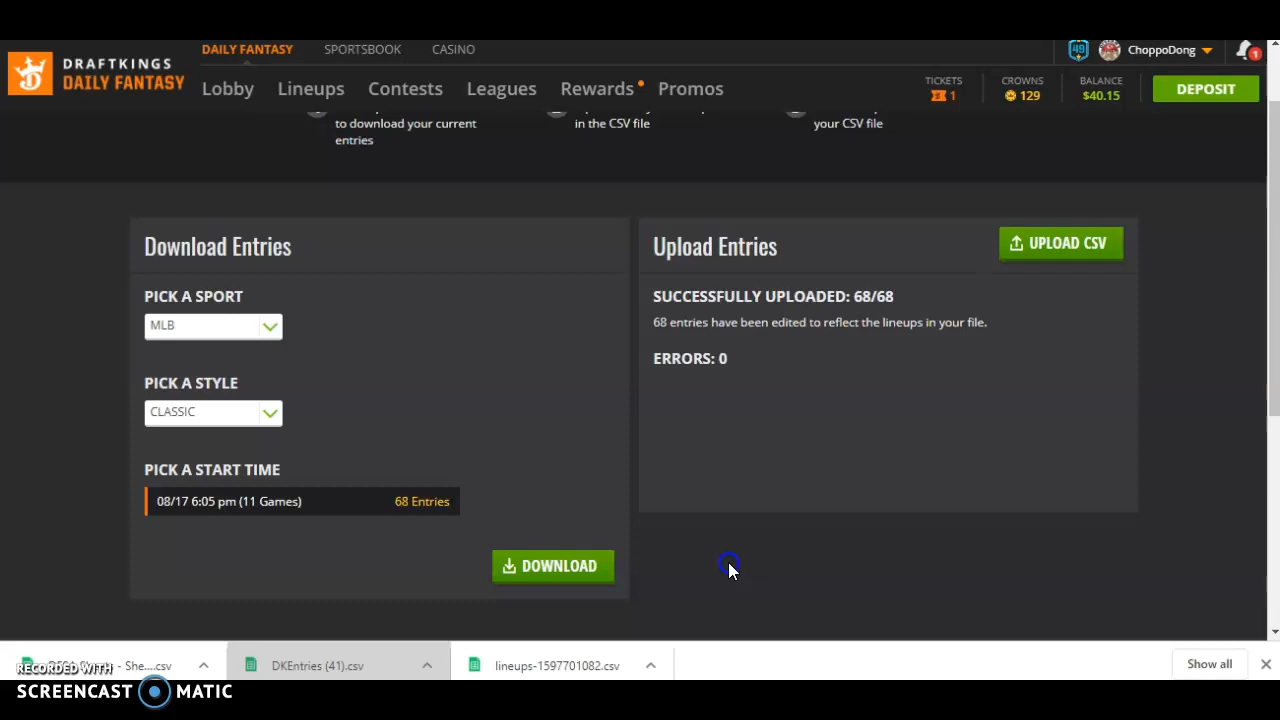 DRAFTKINGS
DAILY FANTASY
DAILY FANTASY SPORTSBOOK CASINO
49 ChoppoDong 1
Lobby Lineups Contests Leagues Rewards Promos
TICKETS 1
CROWNS 129
BALANCE $40.15
DEPOSIT
to download your current
entries
in the CSV file
your CSV file
Download Entries
PICK A SPORT
MLB
PICK A STYLE
CLASSIC
PICK A START TIME
08/17 6:05 pm (11 Games) 68 Entries
DOWNLOAD
Upload Entries
UPLOAD CSV
SUCCESSFULLY UPLOADED: 68/68
68 entries have been edited to reflect the lineups in your file.
ERRORS: 0
- She....csv
DKEntries (41).csv
lineups-1597701082.csv
Show all
RECORDED WITH
SCREENCAST MATIC